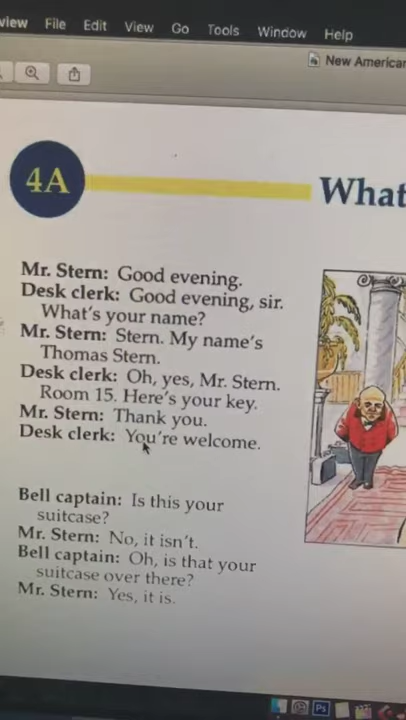 view File Edit View Go Tools Window Help
New American
4A
What
Mr. Stern: Good evening.
Desk clerk: Good evening, sir.
What's your name?
Mr. Stern: Stern. My name's
Thomas Stern.
Desk clerk: Oh, yes, Mr. Stern.
Room 15. Here's your key.
Mr. Stern: Thank you.
Desk clerk: You're welcome.
Bell captain: Is this your
suitcase?
Mr. Stern: No, it isn't.
Bell captain: Oh, is that your
suitcase over there?
Mr. Stern: Yes, it is.
Ps